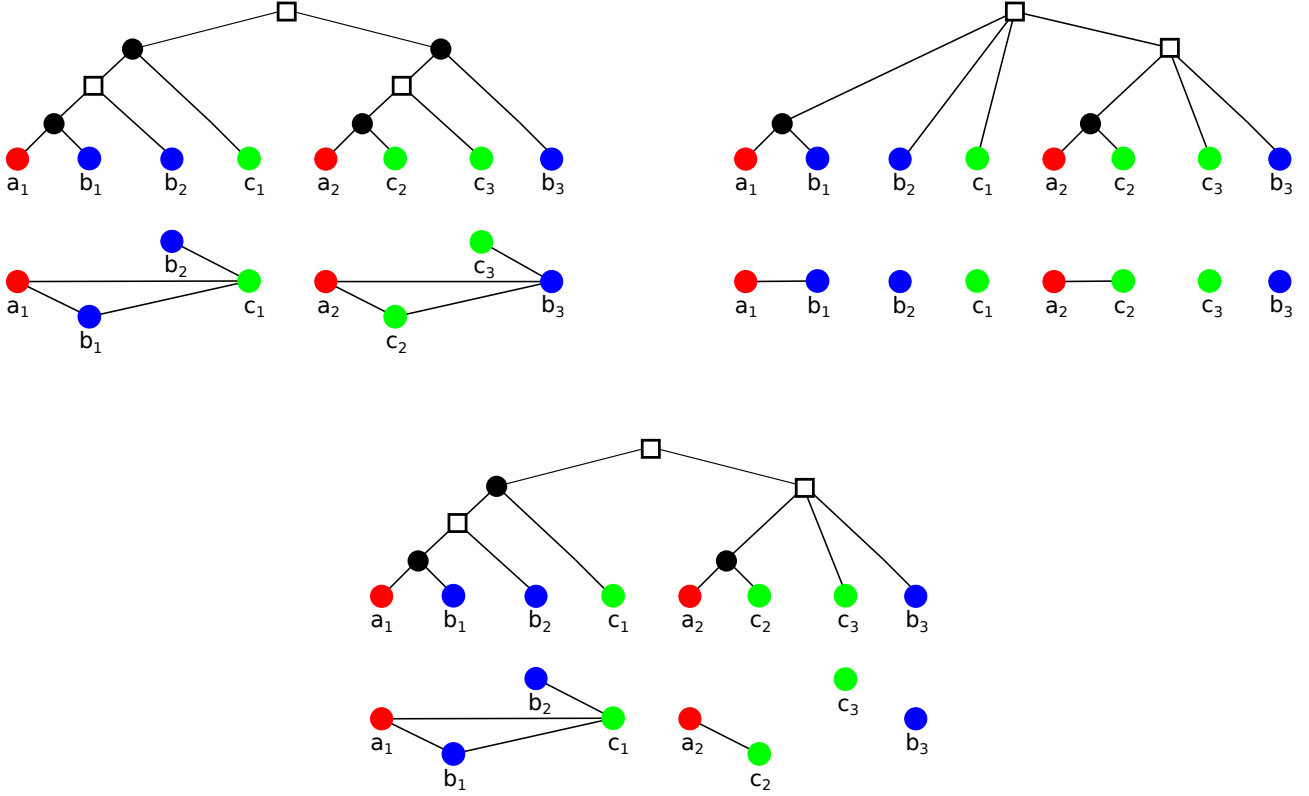 a1 b1 b2 c1 a2 c2 c3 b3 a1 b1 b2 c1 a2 c2 c3 b3
b2 c3
a1 c1 a2 b3 a1 b1 b2 c1 a2 c2 c3 b3
b1 c2
a1 b1 b2 c1 a2 c2 c3 b3
b2 c3
a1 c1 a2 b3
b1 c2